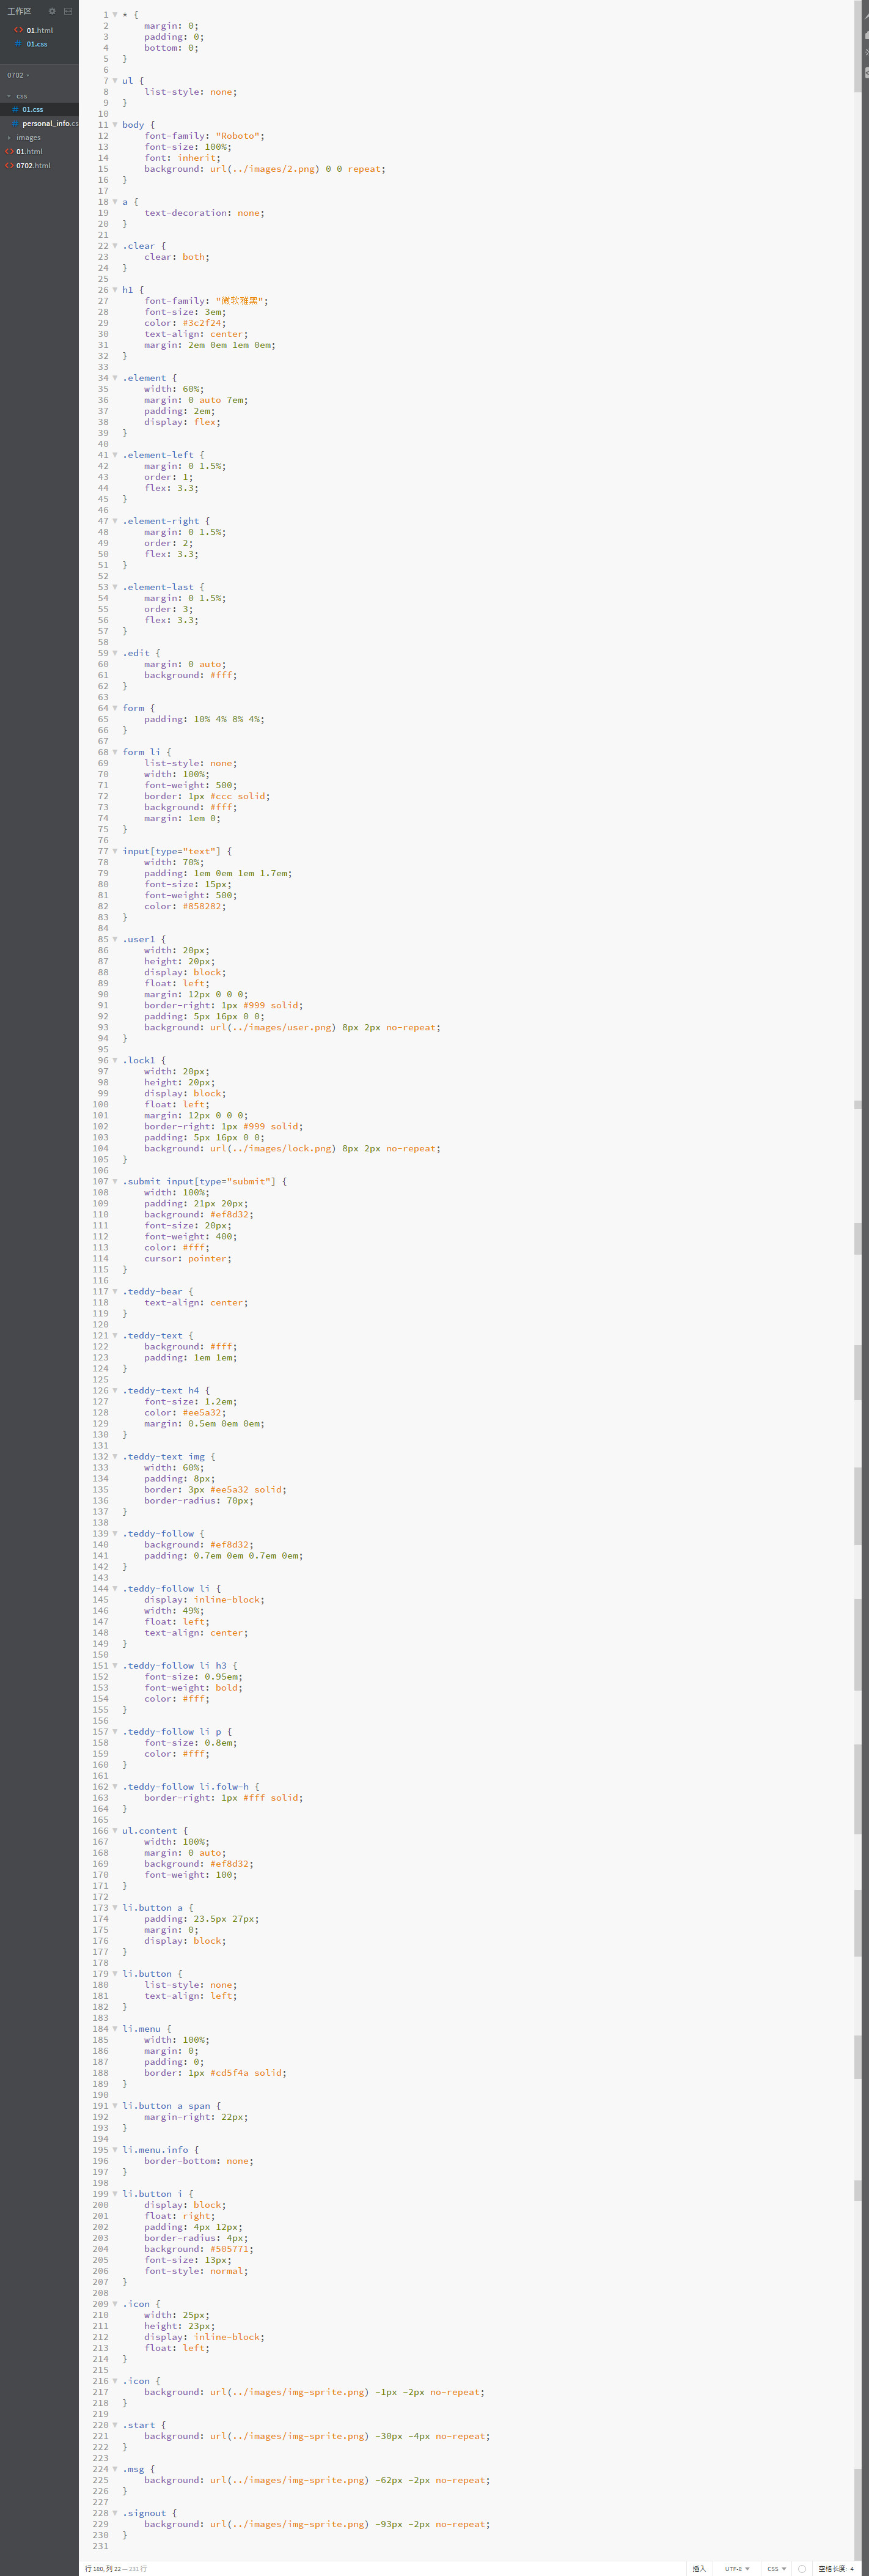 工作区
01.html
01.css
0702
css
01.css
personal_info.cs
images
01.html
0702.html
1 * {
2 margin: 0;
3 padding: 0;
4 bottom: 0;
5 }
6
7 ul {
8 list-style: none;
9 }
10
11 body {
12 font-family: "Roboto";
13 font-size: 100%;
14 font: inherit;
15 background: url(../images/2.png) 0 0 repeat;
16 }
17
18 a {
19 text-decoration: none;
20 }
21
22 .clear {
23 clear: both;
24 }
25
26 h1 {
27 font-family: "微软雅黑";
28 font-size: 3em;
29 color: #3c2f24;
30 text-align: center;
31 margin: 2em 0em 1em 0em;
32 }
33
34 .element {
35 width: 60%;
36 margin: 0 auto 7em;
37 padding: 2em;
38 display: flex;
39 }
40
41 .element-left {
42 margin: 0 1.5%;
43 order: 1;
44 flex: 3.3;
45 }
46
47 .element-right {
48 margin: 0 1.5%;
49 order: 2;
50 flex: 3.3;
51 }
52
53 .element-last {
54 margin: 0 1.5%;
55 order: 3;
56 flex: 3.3;
57 }
58
59 .edit {
60 margin: 0 auto;
61 background: #fff;
62 }
63
64 form {
65 padding: 10% 4% 8% 4%;
66 }
67
68 form li {
69 list-style: none;
70 width: 100%;
71 font-weight: 500;
72 border: 1px #ccc solid;
73 background: #fff;
74 margin: 1em 0;
75 }
76
77 input[type="text"] {
78 width: 70%;
79 padding: 1em 0em 1em 1.7em;
80 font-size: 15px;
81 font-weight: 500;
82 color: #858282;
83 }
84
85 .user1 {
86 width: 20px;
87 height: 20px;
88 display: block;
89 float: left;
90 margin: 12px 0 0 0;
91 border-right: 1px #999 solid;
92 padding: 5px 16px 0 0;
93 background: url(../images/user.png) 8px 2px no-repeat;
94 }
95
96 .lock1 {
97 width: 20px;
98 height: 20px;
99 display: block;
100 float: left;
101 margin: 12px 0 0 0;
102 border-right: 1px #999 solid;
103 padding: 5px 16px 0 0;
104 background: url(../images/lock.png) 8px 2px no-repeat;
105 }
106
107 .submit input[type="submit"] {
108 width: 100%;
109 padding: 21px 20px;
110 background: #ef8d32;
111 font-size: 20px;
112 font-weight: 400;
113 color: #fff;
114 cursor: pointer;
115 }
116
117 .teddy-bear {
118 text-align: center;
119 }
120
121 .teddy-text {
122 background: #fff;
123 padding: 1em 1em;
124 }
125
126 .teddy-text h4 {
127 font-size: 1.2em;
128 color: #ee5a32;
129 margin: 0.5em 0em 0em;
130 }
131
132 .teddy-text img {
133 width: 60%;
134 padding: 8px;
135 border: 3px #ee5a32 solid;
136 border-radius: 70px;
137 }
138
139 .teddy-follow {
140 background: #ef8d32;
141 padding: 0.7em 0em 0.7em 0em;
142 }
143
144 .teddy-follow li {
145 display: inline-block;
146 width: 49%;
147 float: left;
148 text-align: center;
149 }
150
151 .teddy-follow li h3 {
152 font-size: 0.95em;
153 font-weight: bold;
154 color: #fff;
155 }
156
157 .teddy-follow li p {
158 font-size: 0.8em;
159 color: #fff;
160 }
161
162 .teddy-follow li.folw-h {
163 border-right: 1px #fff solid;
164 }
165
166 ul.content {
167 width: 100%;
168 margin: 0 auto;
169 background: #ef8d32;
170 font-weight: 100;
171 }
172
173 li.button a {
174 padding: 23.5px 27px;
175 margin: 0;
176 display: block;
177 }
178
179 li.button {
180 list-style: none;
181 text-align: left;
182 }
183
184 li.menu {
185 width: 100%;
186 margin: 0;
187 padding: 0;
188 border: 1px #cd5f4a solid;
189 }
190
191 li.button a span {
192 margin-right: 22px;
193 }
194
195 li.menu.info {
196 border-bottom: none;
197 }
198
199 li.button i {
200 display: block;
201 float: right;
202 padding: 4px 12px;
203 border-radius: 4px;
204 background: #505771;
205 font-size: 13px;
206 font-style: normal;
207 }
208
209 .icon {
210 width: 25px;
211 height: 23px;
212 display: inline-block;
213 float: left;
214 }
215
216 .icon {
217 background: url(../images/img-sprite.png) -1px -2px no-repeat;
218 }
219
220 .start {
221 background: url(../images/img-sprite.png) -30px -4px no-repeat;
222 }
223
224 .msg {
225 background: url(../images/img-sprite.png) -62px -2px no-repeat;
226 }
227
228 .signout {
229 background: url(../images/img-sprite.png) -93px -2px no-repeat;
230 }
231
行 180, 列 22 — 231 行 插入 UTF-8 CSS 空格长度: 4